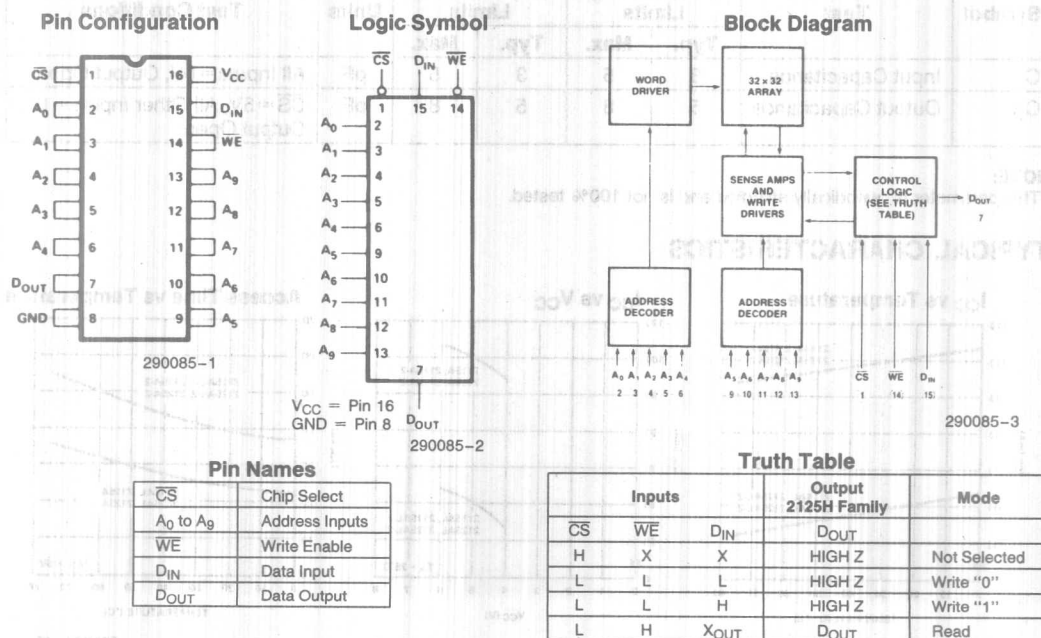 Pin Configuration
CS 1 16 VCC
A0 2 15 DIN
A1 3 14 WE
A2 4 13 A9
A3 5 12 A8
A4 6 11 A7
DOUT 7 10 A6
GND 8 9 A5
290085-1
Logic Symbol
CS DIN WE
1 15 14
A0 2
A1 3
A2 4
A3 5
A4 6
A5 9
A6 10
A7 11
A8 12
A9 13
7
DOUT
VCC = Pin 16
GND = Pin 8
290085-2
Block Diagram
WORD
DRIVER
32 × 32
ARRAY
SENSE AMPS
AND
WRITE
DRIVERS
CONTROL
LOGIC
(SEE TRUTH
TABLE)
DOUT
7
ADDRESS
DECODER
ADDRESS
DECODER
A0 A1 A2 A3 A4
2 3 4 5 6
A5 A6 A7 A8 A9
9 10 11 12 13
CS WE DIN
1 14 15
290085-3
Pin Names
CS Chip Select
A0 to A9 Address Inputs
WE Write Enable
DIN Data Input
DOUT Data Output
Truth Table
Inputs Output Mode
2125H Family
CS WE DIN DOUT
H X X HIGH Z Not Selected
L L L HIGH Z Write "0"
L L H HIGH Z Write "1"
L H XOUT DOUT Read